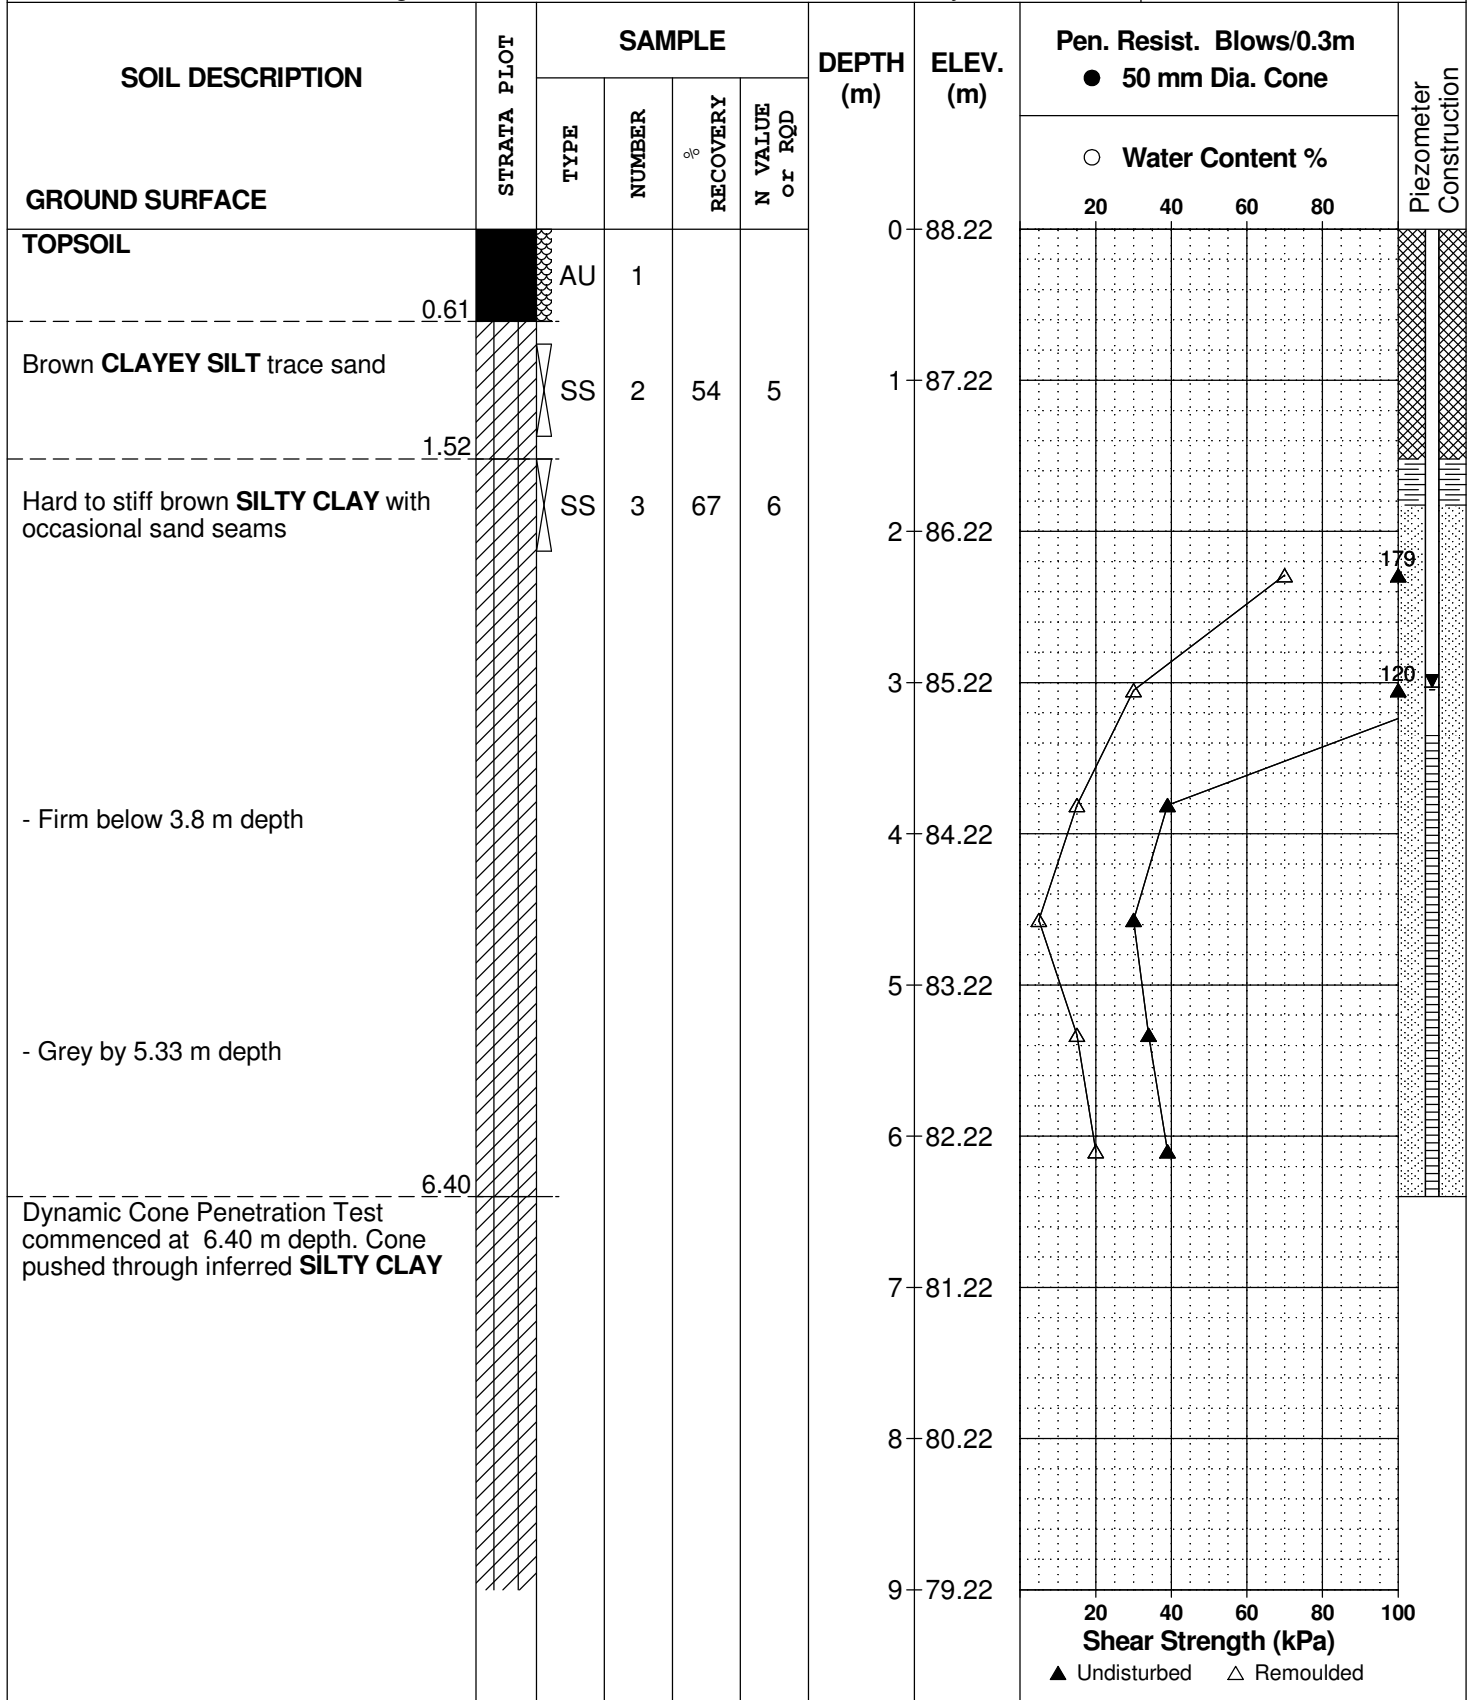 SOIL DESCRIPTION
GROUND SURFACE
STRATA PLOT
SAMPLE
TYPE
NUMBER
%
RECOVERY
N VALUE
or RQD
DEPTH
(m)
ELEV.
(m)
Pen. Resist. Blows/0.3m
● 50 mm Dia. Cone
○ Water Content %
20 40 60 80
Piezometer
Construction
TOPSOIL
0.61
AU 1
0 88.22
Brown CLAYEY SILT trace sand
1.52
SS 2 54 5
1 87.22
Hard to stiff brown SILTY CLAY with
occasional sand seams
SS 3 67 6
2 86.22
179
3 85.22
120
- Firm below 3.8 m depth
4 84.22
5 83.22
- Grey by 5.33 m depth
6 82.22
6.40
Dynamic Cone Penetration Test
commenced at 6.40 m depth. Cone
pushed through inferred SILTY CLAY
7 81.22
8 80.22
9 79.22
20 40 60 80 100
Shear Strength (kPa)
▲ Undisturbed △ Remoulded